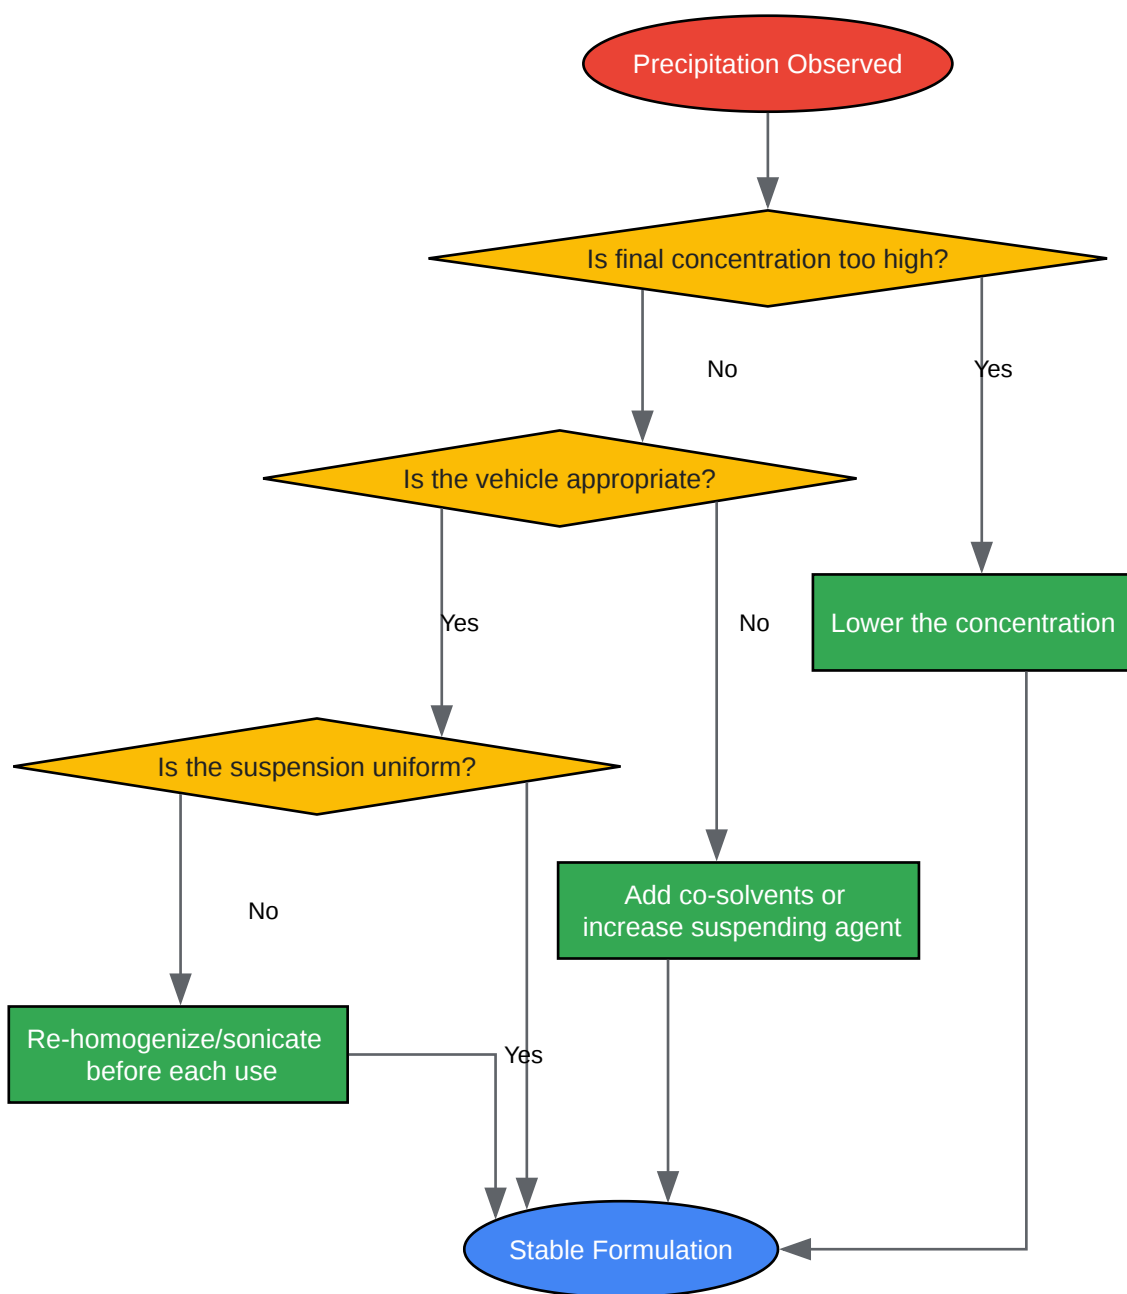 Precipitation Observed
Is final concentration too high?
No
Yes
Is the vehicle appropriate?
Yes
No
Lower the concentration
Is the suspension uniform?
No
Add co-solvents or
increase suspending agent
Re-homogenize/sonicate
before each use
Yes
Stable Formulation